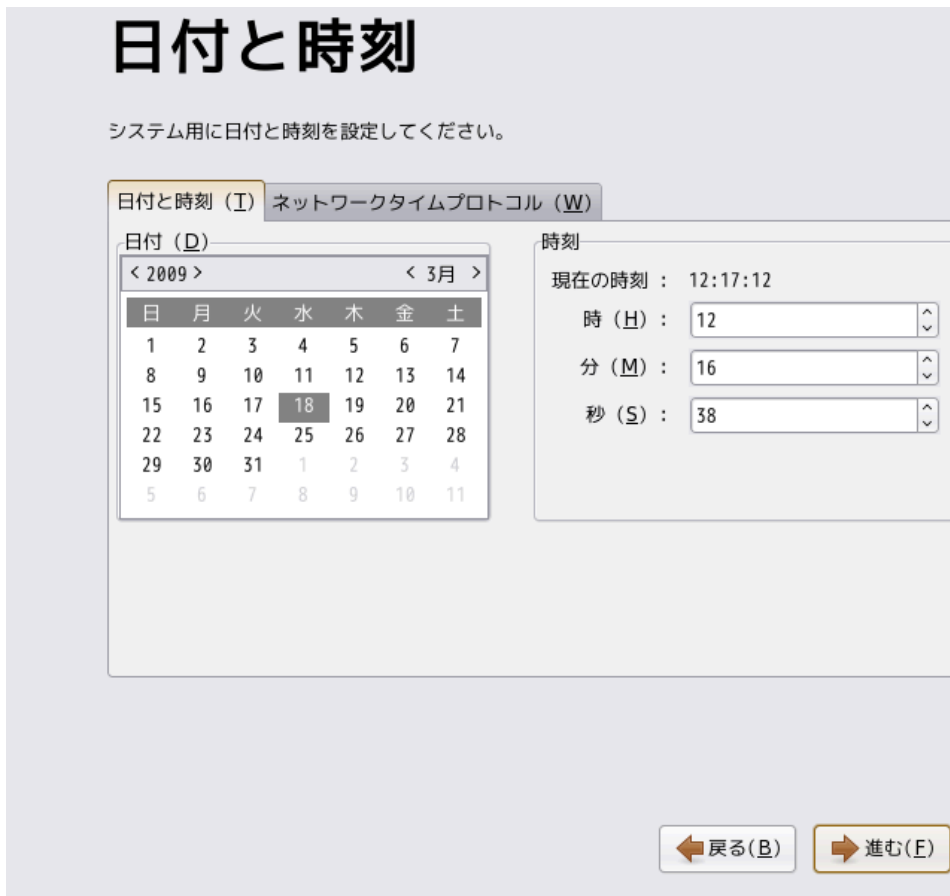 日付と時刻
システム用に日付と時刻を設定してください。
日付と時刻 (T) ネットワークタイムプロトコル (W)
日付 (D)
< 2009 > < 3月 >
日 月 火 水 木 金 土
1 2 3 4 5 6 7
8 9 10 11 12 13 14
15 16 17 18 19 20 21
22 23 24 25 26 27 28
29 30 31 1 2 3 4
5 6 7 8 9 10 11
時刻
現在の時刻 : 12:17:12
時 (H) : 12
分 (M) : 16
秒 (S) : 38
戻る(B) 進む(F)